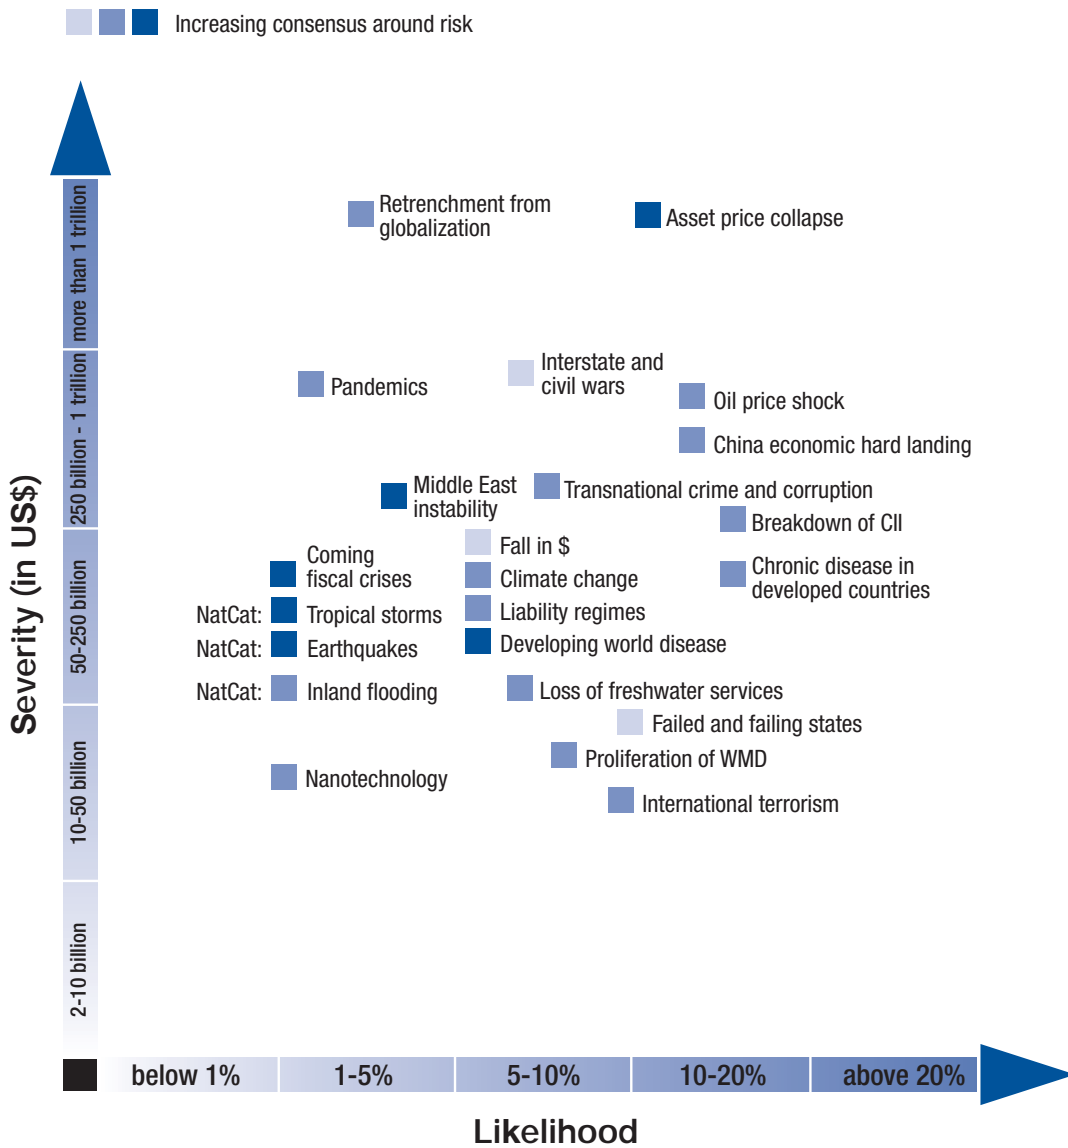 Increasing consensus around risk
Severity (in US$)
more than 1 trillion
250 billion - 1 trillion
50-250 billion
10-50 billion
2-10 billion
Retrenchment from
globalization
Asset price collapse
Interstate and
civil wars
Pandemics
Oil price shock
China economic hard landing
Middle East
instability
Transnational crime and corruption
Breakdown of CII
Fall in $
Coming
fiscal crises
Climate change
Chronic disease in
developed countries
NatCat: Tropical storms
Liability regimes
NatCat: Earthquakes
Developing world disease
NatCat: Inland flooding
Loss of freshwater services
Failed and failing states
Proliferation of WMD
Nanotechnology
International terrorism
below 1% 1-5% 5-10% 10-20% above 20%
Likelihood